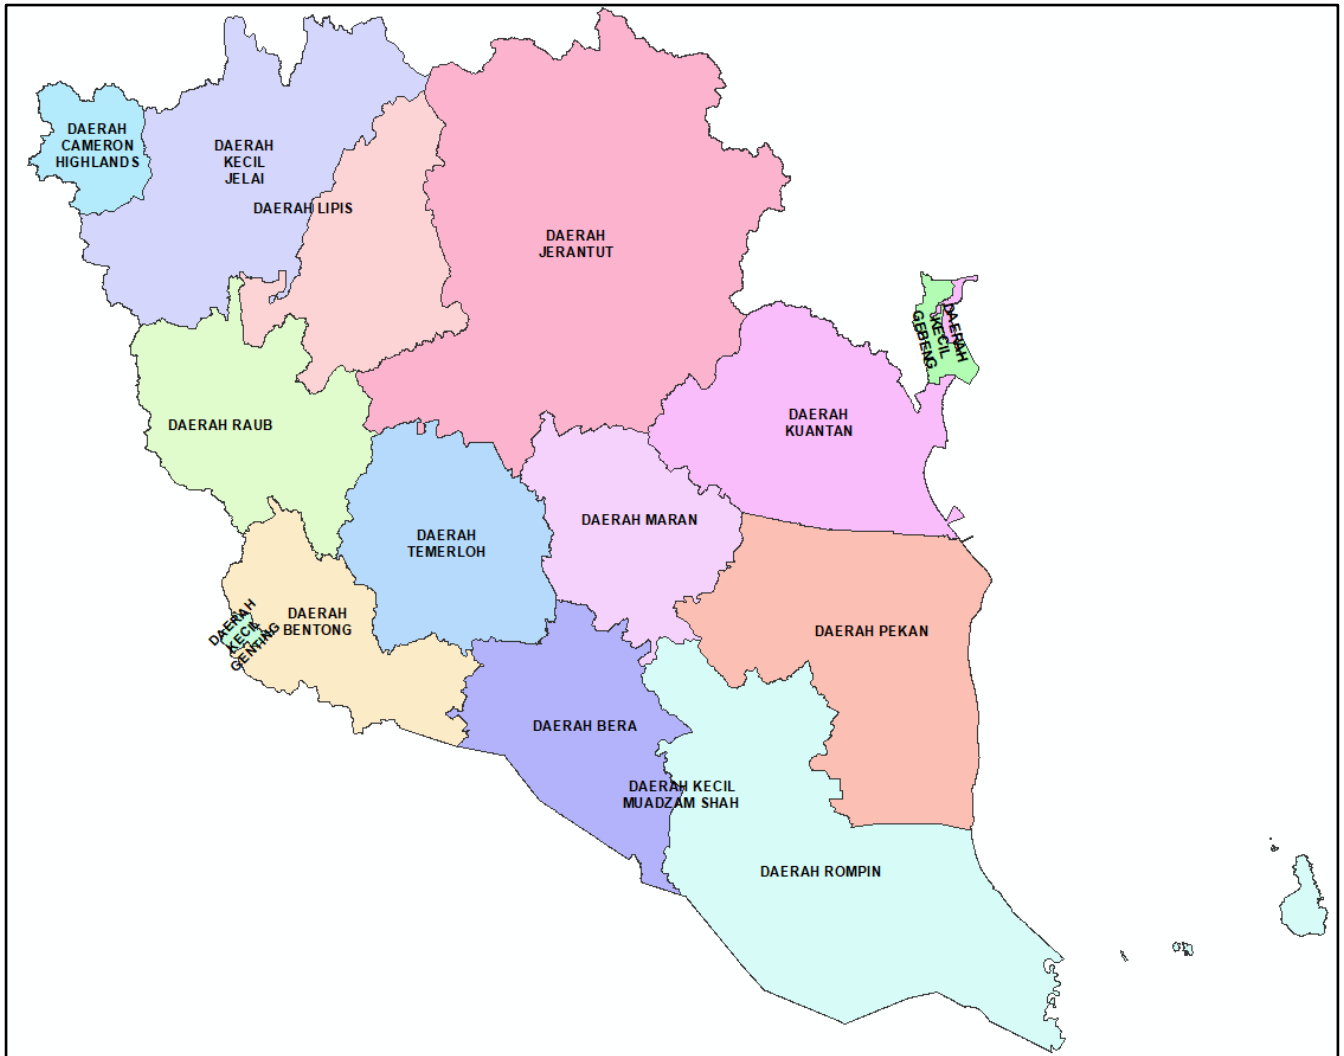 DAERAH
CAMERON
HIGHLANDS
DAERAH
KECIL
JELAI
DAERAH LIPIS
DAERAH
JERANTUT
DAERAH
KECIL
GEBENG
DAERAH
KUANTAN
DAERAH RAUB
DAERAH
TEMERLOH
DAERAH MARAN
DAERAH
KECIL
GENTING
DAERAH
BENTONG
DAERAH PEKAN
DAERAH BERA
DAERAH KECIL
MUADZAM SHAH
DAERAH ROMPIN